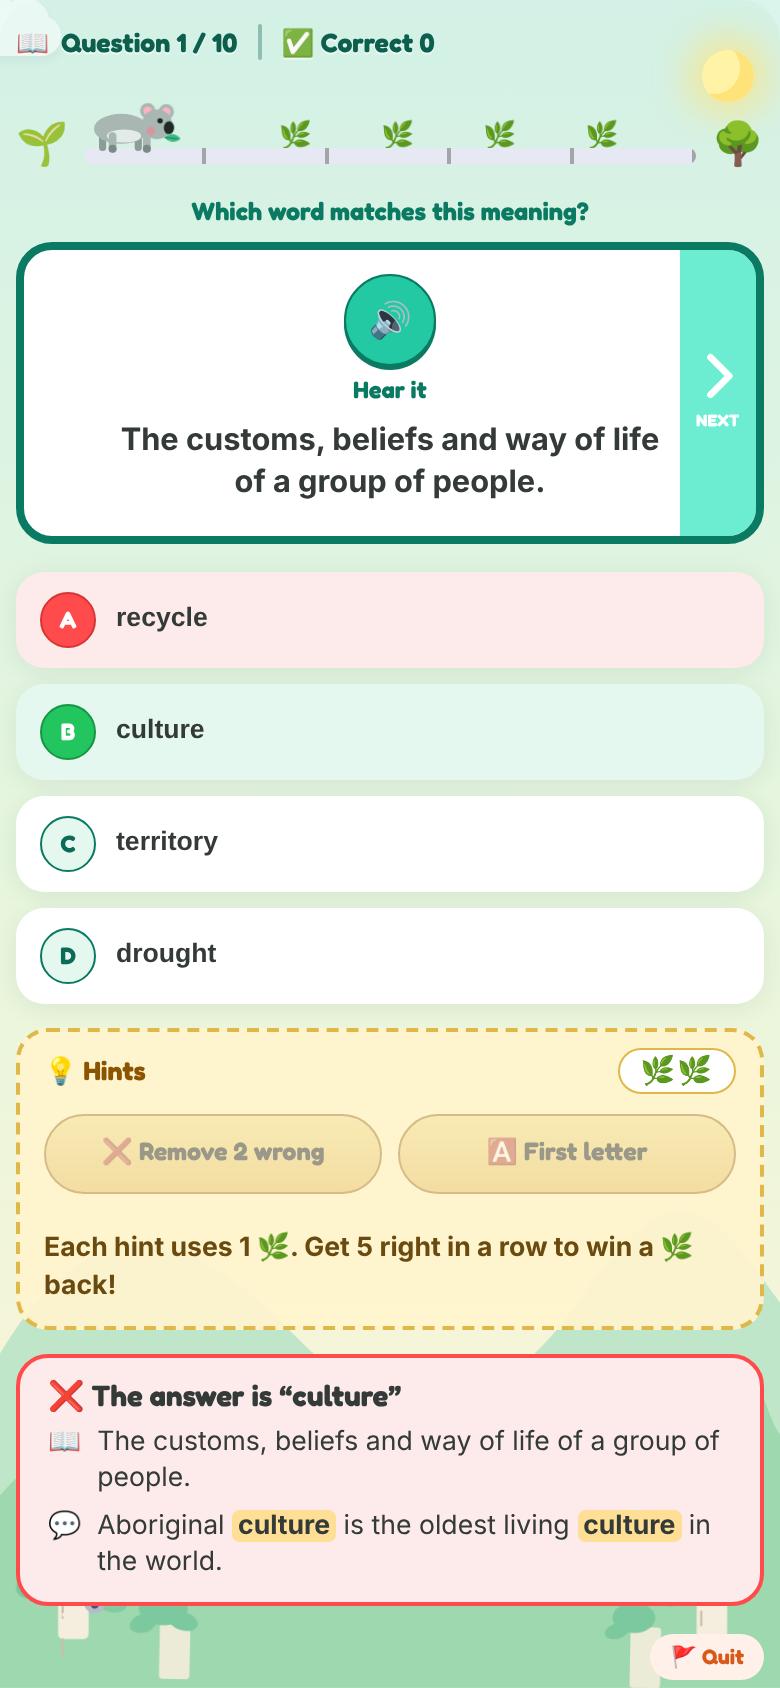 Question 1 / 10
Correct 0
Which word matches this meaning?
Hear it
The customs, beliefs and way of life
of a group of people.
NEXT
A recycle
B culture
C territory
D drought
Hints
Remove 2 wrong
A First letter
Each hint uses 1 🌿. Get 5 right in a row to win a 🌿
back!
The answer is “culture”
The customs, beliefs and way of life of a group of
people.
Aboriginal culture is the oldest living culture in
the world.
Quit